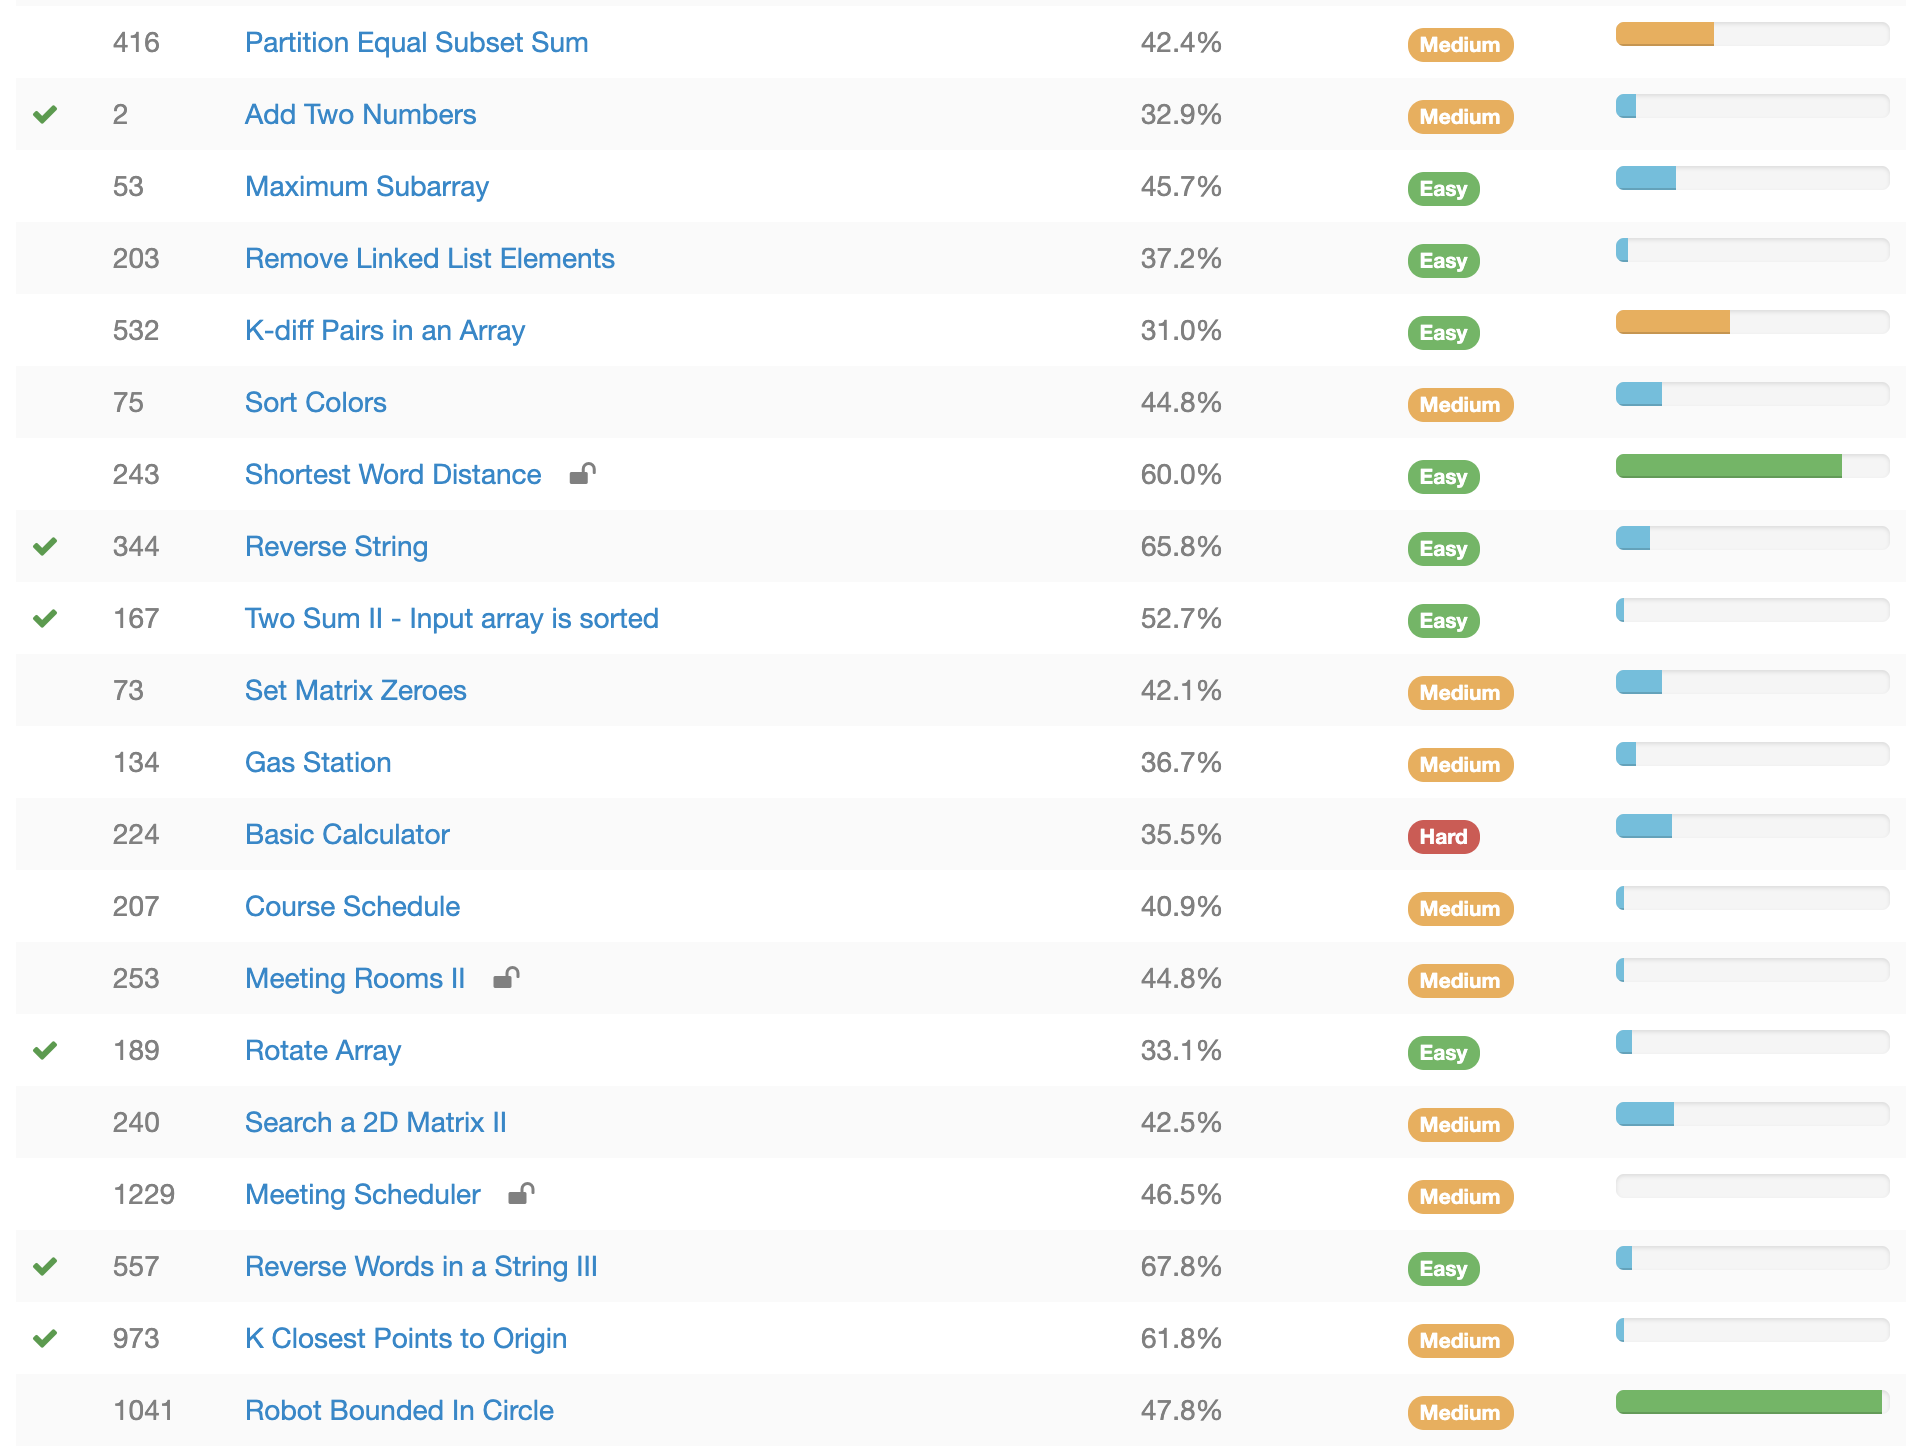 416 Partition Equal Subset Sum 42.4% Medium
2 Add Two Numbers 32.9% Medium
53 Maximum Subarray 45.7% Easy
203 Remove Linked List Elements 37.2% Easy
532 K-diff Pairs in an Array 31.0% Easy
75 Sort Colors 44.8% Medium
243 Shortest Word Distance 60.0% Easy
344 Reverse String 65.8% Easy
167 Two Sum II - Input array is sorted 52.7% Easy
73 Set Matrix Zeroes 42.1% Medium
134 Gas Station 36.7% Medium
224 Basic Calculator 35.5% Hard
207 Course Schedule 40.9% Medium
253 Meeting Rooms II 44.8% Medium
189 Rotate Array 33.1% Easy
240 Search a 2D Matrix II 42.5% Medium
1229 Meeting Scheduler 46.5% Medium
557 Reverse Words in a String III 67.8% Easy
973 K Closest Points to Origin 61.8% Medium
1041 Robot Bounded In Circle 47.8% Medium